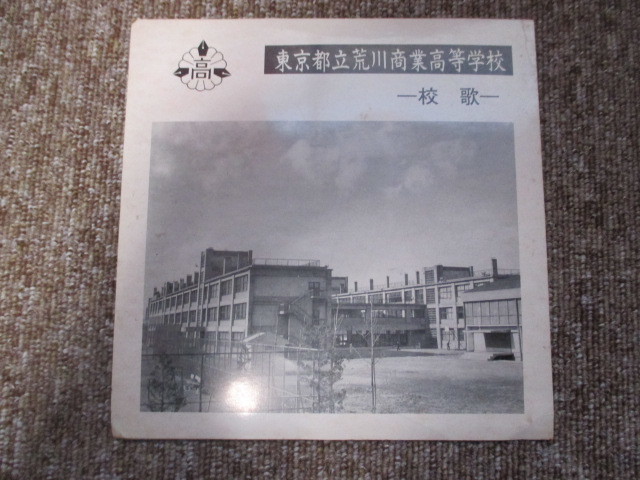 高
東京都立荒川商業高等学校
―校 歌―